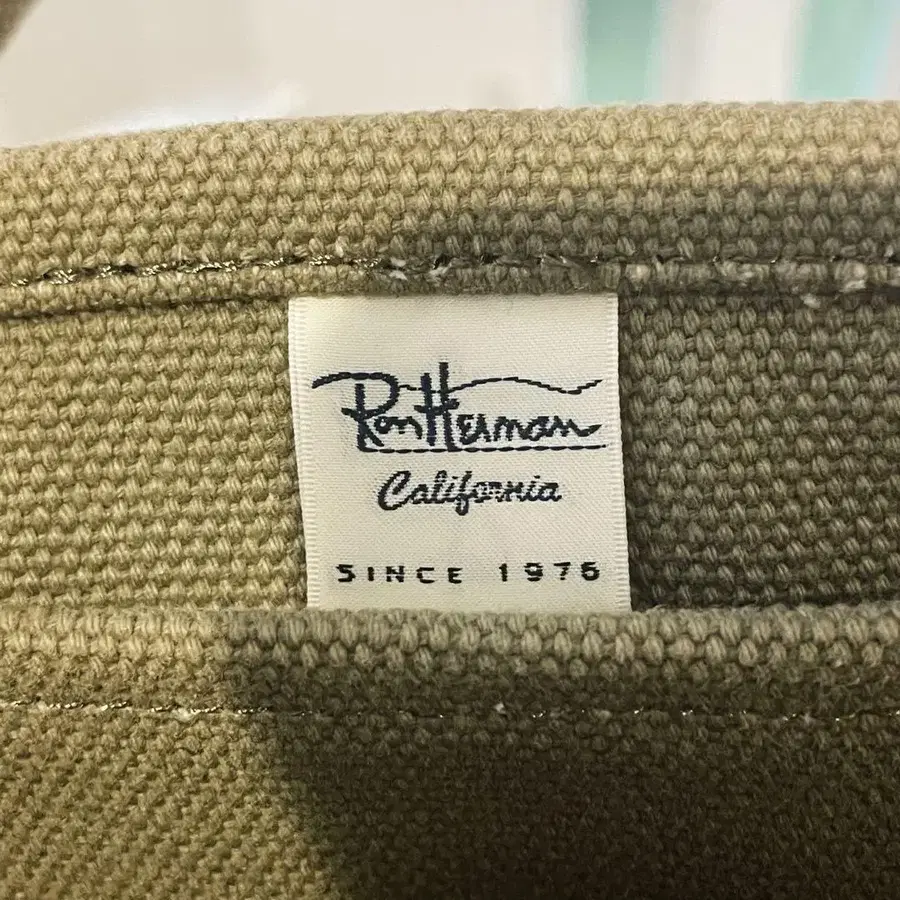 Ron Herman
California
SINCE 1976